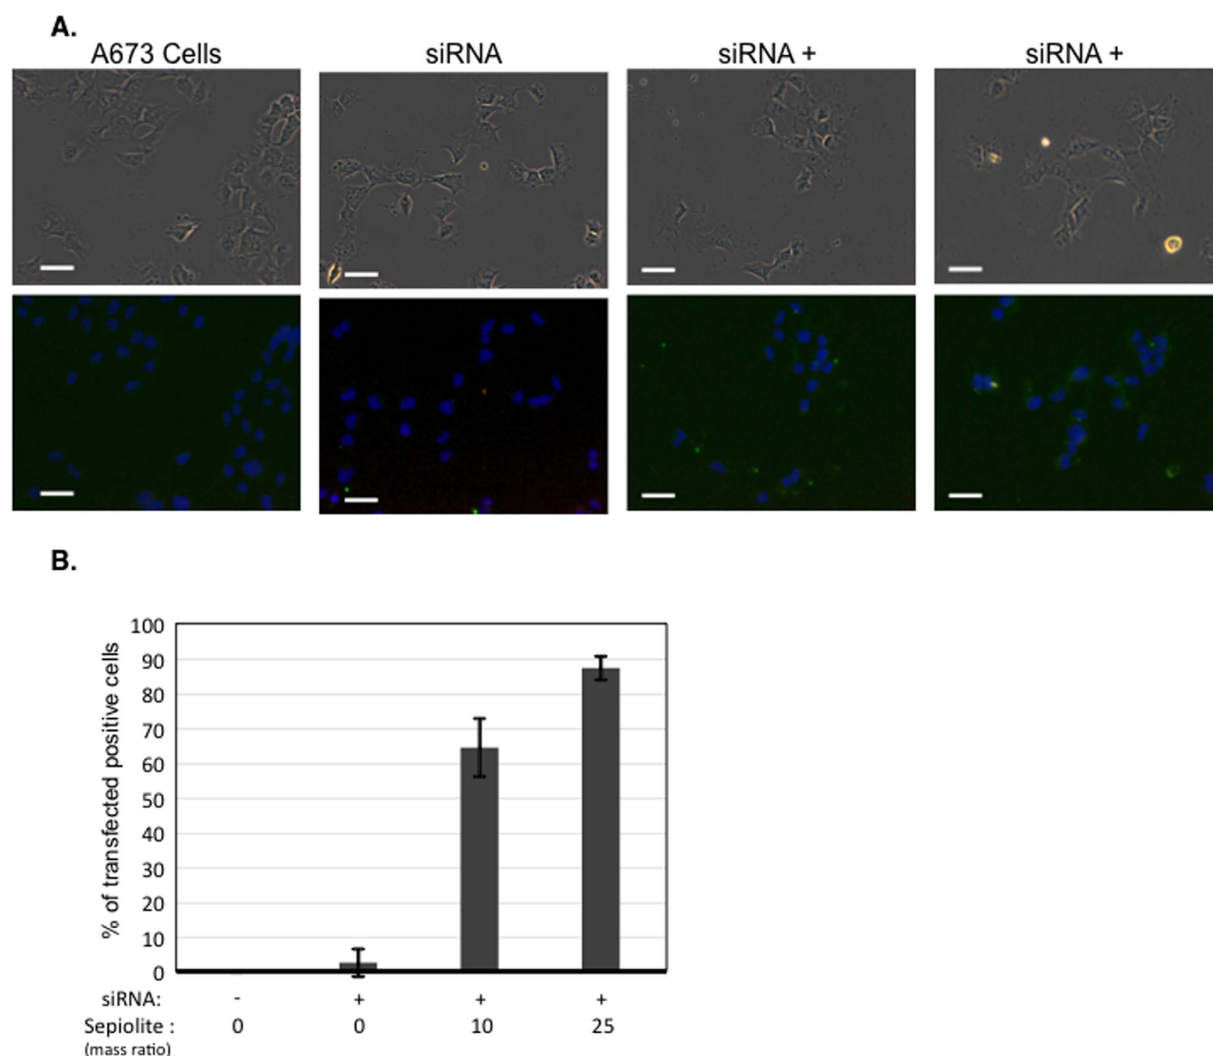 A.
A673 Cells siRNA siRNA + siRNA +
B.
% of transfected positive cells
100
90
80
70
60
50
40
30
20
10
0
siRNA: - + + +
Sepiolite : 0 0 10 25
(mass ratio)